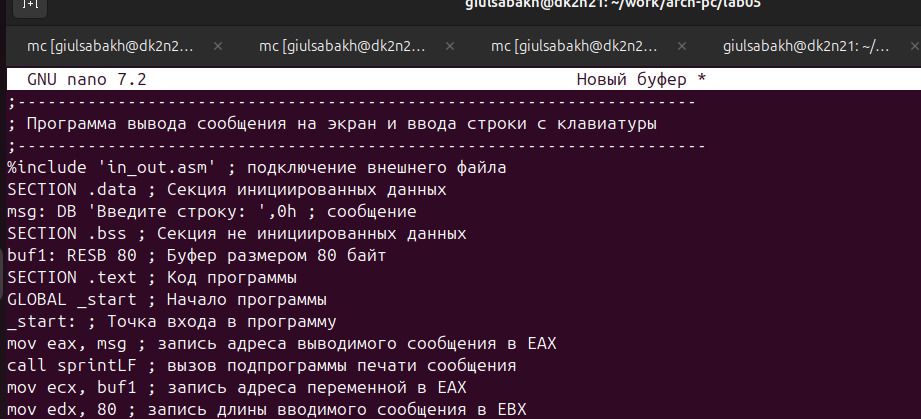 giulsabakh@dk2n21: ~/work/arch-pc/lab05
mc [giulsabakh@dk2n2... × mc [giulsabakh@dk2n2... × mc [giulsabakh@dk2n2... × giulsabakh@dk2n21: ~/... ×
GNU nano 7.2 Новый буфер *
;--------------------------------------------------------------------
; Программа вывода сообщения на экран и ввода строки с клавиатуры
;---------------------------------------------------------------------
%include 'in_out.asm' ; подключение внешнего файла
SECTION .data ; Секция инициированных данных
msg: DB 'Введите строку: ',0h ; сообщение
SECTION .bss ; Секция не инициированных данных
buf1: RESB 80 ; Буфер размером 80 байт
SECTION .text ; Код программы
GLOBAL _start ; Начало программы
_start: ; Точка входа в программу
mov eax, msg ; запись адреса выводимого сообщения в EAX
call sprintLF ; вызов подпрограммы печати сообщения
mov ecx, buf1 ; запись адреса переменной в EAX
mov edx, 80 ; запись длины вводимого сообщения в EBX